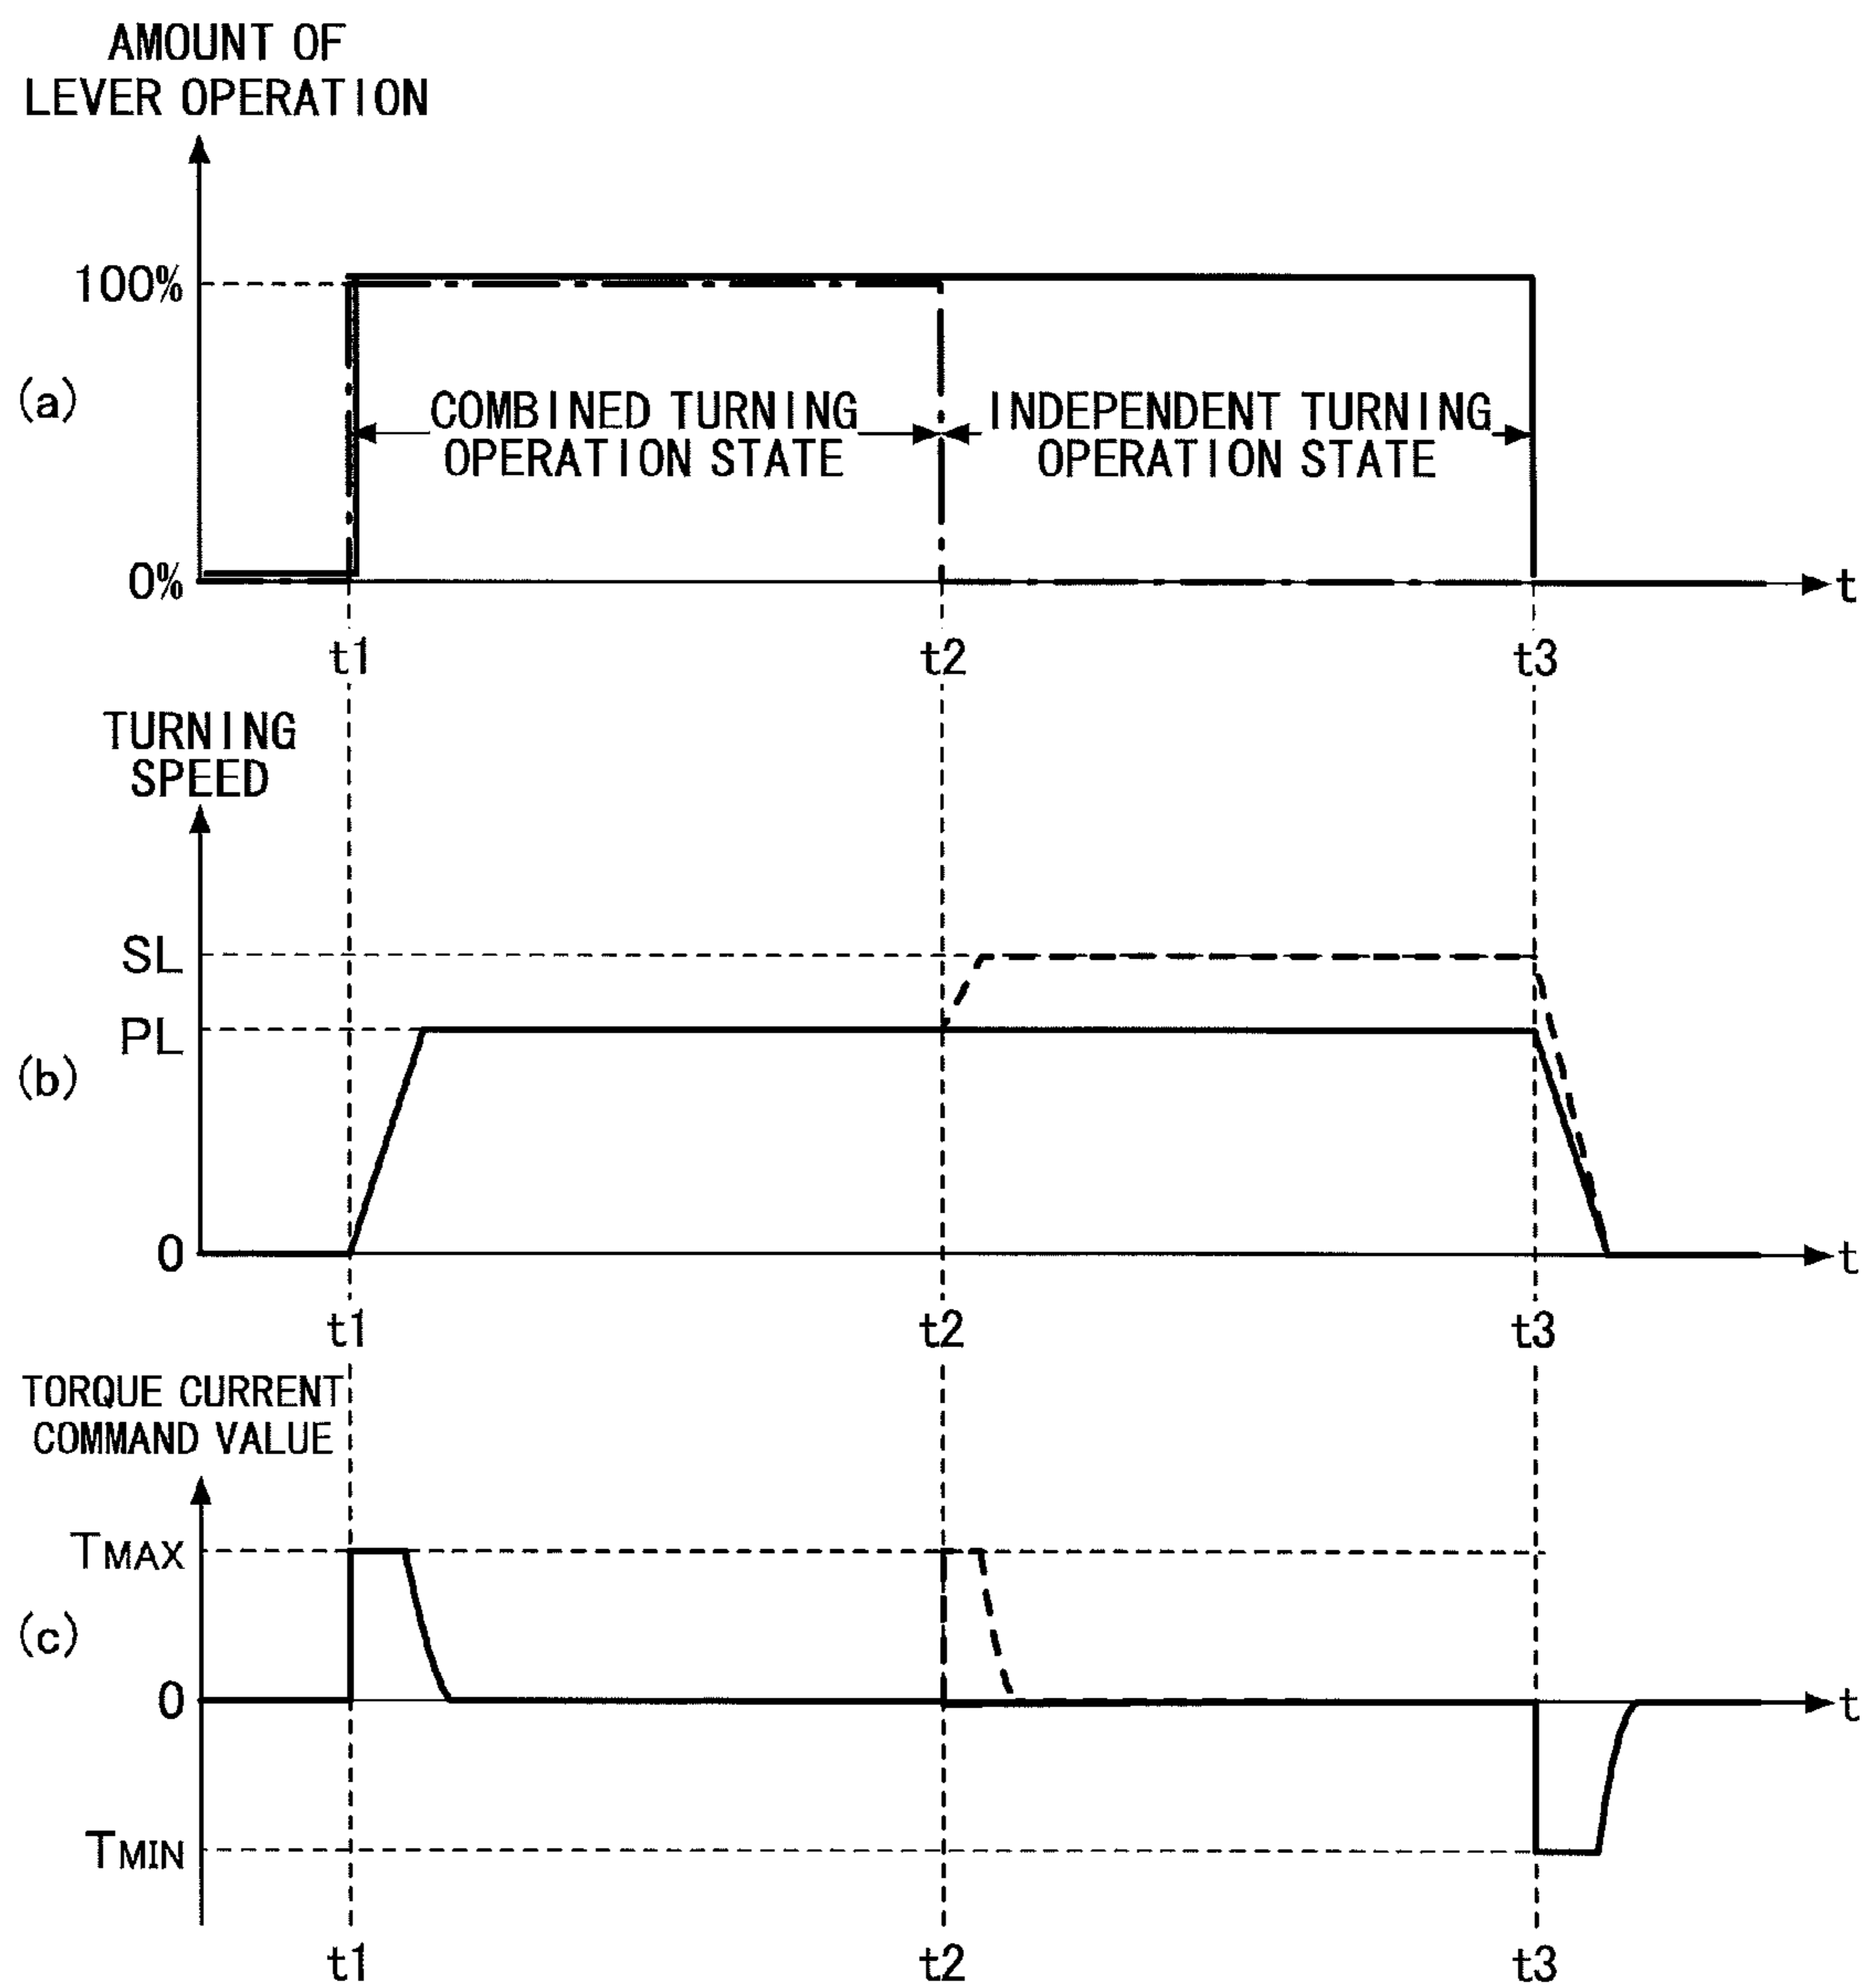 AMOUNT OF
LEVER OPERATION
100%
(a)
COMBINED TURNING
OPERATION STATE
INDEPENDENT TURNING
OPERATION STATE
0%
t
t1 t2 t3
TURNING
SPEED
SL
PL
(b)
0
t
t1 t2 t3
TORQUE CURRENT
COMMAND VALUE
TMAX
(c)
0
t
TMIN
t1 t2 t3